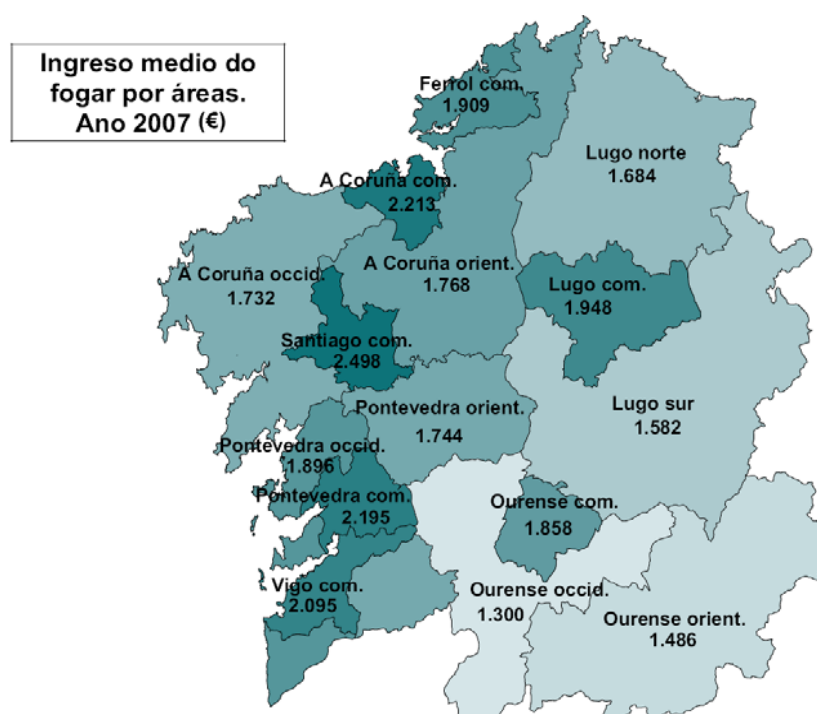 Ingreso medio do
fogar por áreas.
Ano 2007 (€)
Ferrol com.
1.909
Lugo norte
1.684
A Coruña com.
2.213
A Coruña occid.
1.732
A Coruña orient.
1.768
Lugo com.
1.948
Santiago com.
2.498
Pontevedra orient.
1.744
Lugo sur
1.582
Pontevedra occid.
1.896
Pontevedra com.
2.195
Ourense com.
1.858
Vigo com.
2.095
Ourense occid.
1.300
Ourense orient.
1.486